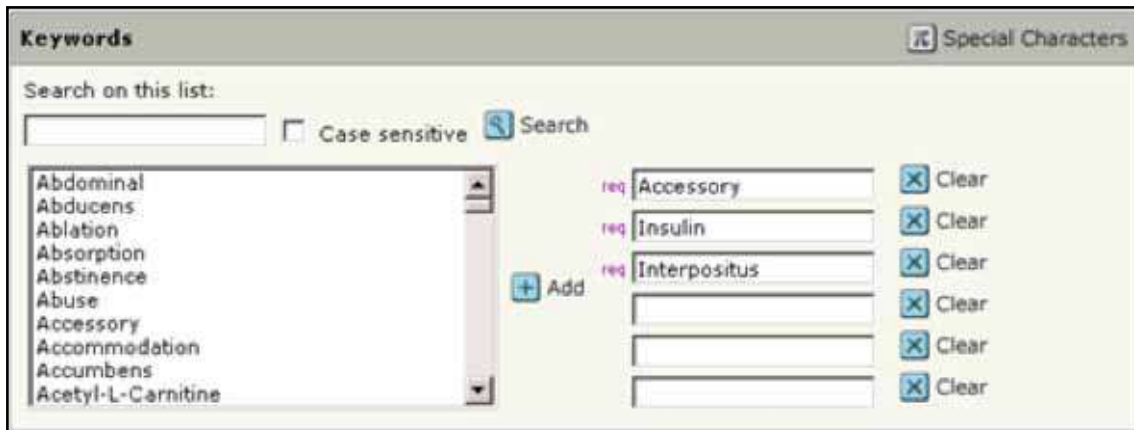 Keywords
π Special Characters
Search on this list:
Case sensitive
Search
Abdominal
Abducens
Ablation
Absorption
Abstinence
Abuse
Accessory
Accommodation
Accumbens
Acetyl-L-Carnitine
Add
req Accessory Clear
req Insulin Clear
req Interpositus Clear
Clear
Clear
Clear